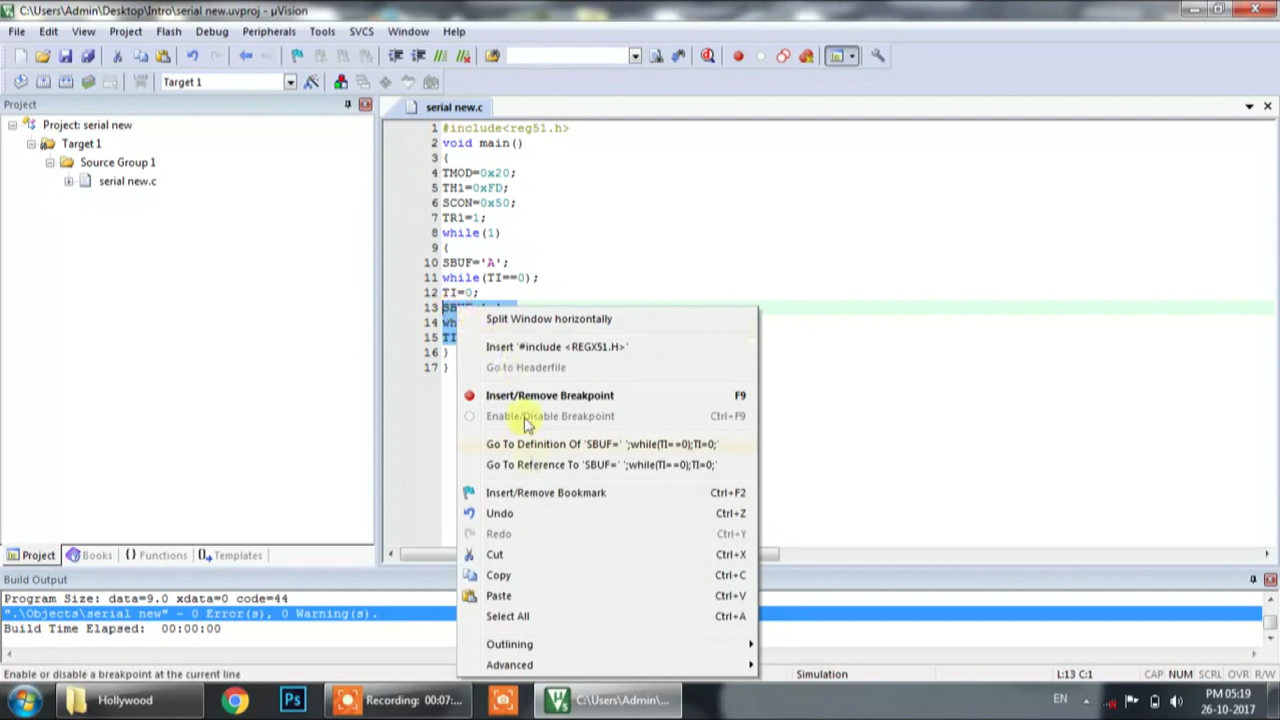 C:\Users\Admin\Desktop\Intro\serial new.uvproj - µVision
File Edit View Project Flash Debug Peripherals Tools SVCS Window Help
Target 1
Project
serial new.c
Project: serial new
Target 1
Source Group 1
serial new.c
1 #include<reg51.h>
2 void main()
3 {
4 TMOD=0x20;
5 TH1=0xFD;
6 SCON=0x50;
7 TR1=1;
8 while(1)
9 {
10 SBUF='A';
11 while(TI==0);
12 TI=0;
13 SBUF
14 wh
15 TI
16 }
17 }
Split Window horizontally
Insert '#include <REGX51.H>'
Go to Headerfile
Insert/Remove Breakpoint F9
Enable/Disable Breakpoint Ctrl+F9
Go To Definition Of 'SBUF=' ';while(TI==0);TI=0;'
Go To Reference To 'SBUF=' ';while(TI==0);TI=0;'
Insert/Remove Bookmark Ctrl+F2
Undo Ctrl+Z
Redo Ctrl+Y
Cut Ctrl+X
Copy Ctrl+C
Paste Ctrl+V
Select All Ctrl+A
Outlining
Advanced
Project Books {} Functions Templates
Build Output
Program Size: data=9.0 xdata=0 code=44
".\Objects\serial new" - 0 Error(s), 0 Warning(s).
Build Time Elapsed: 00:00:00
Enable or disable a breakpoint at the current line
Simulation
L:13 C:1
CAP NUM SCRL OVR R/W
Hollywood
Ps
Recording: 00:07:...
C:\Users\Admin\...
EN
PM 05:19
26-10-2017